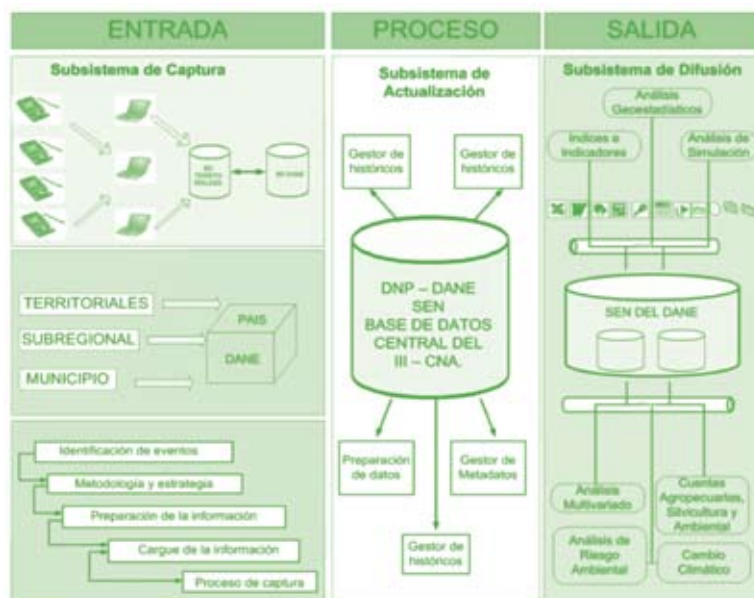 ENTRADA
Subsistema de Captura
TERRITORIALES
SUBREGIONAL
MUNICIPIO
PAIS
DANE
Identificación de eventos
Metodología y estrategia
Preparación de la información
Cargue de la información
Proceso de captura
PROCESO
Subsistema de
Actualización
Gestor de
históricos
Gestor de
históricos
DNP – DANE
SEN
BASE DE DATOS
CENTRAL DEL
III – CNA.
Preparación
de datos
Gestor de
Metadatos
Gestor de
históricos
SALIDA
Subsistema de Difusión
Análisis
Geoestadísticos
Indices e
Indicadores
Análisis de
Simulación
SEN DEL DANE
Análisis
Multivariado
Cuentas
Agropecuarias,
Silvicultura y
Ambiental
Análisis de
Riesgo
Ambiental
Cambio
Climático